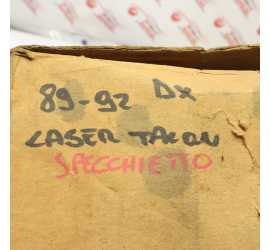 89-92 DX
LASER TALON
SPECCHIETTO